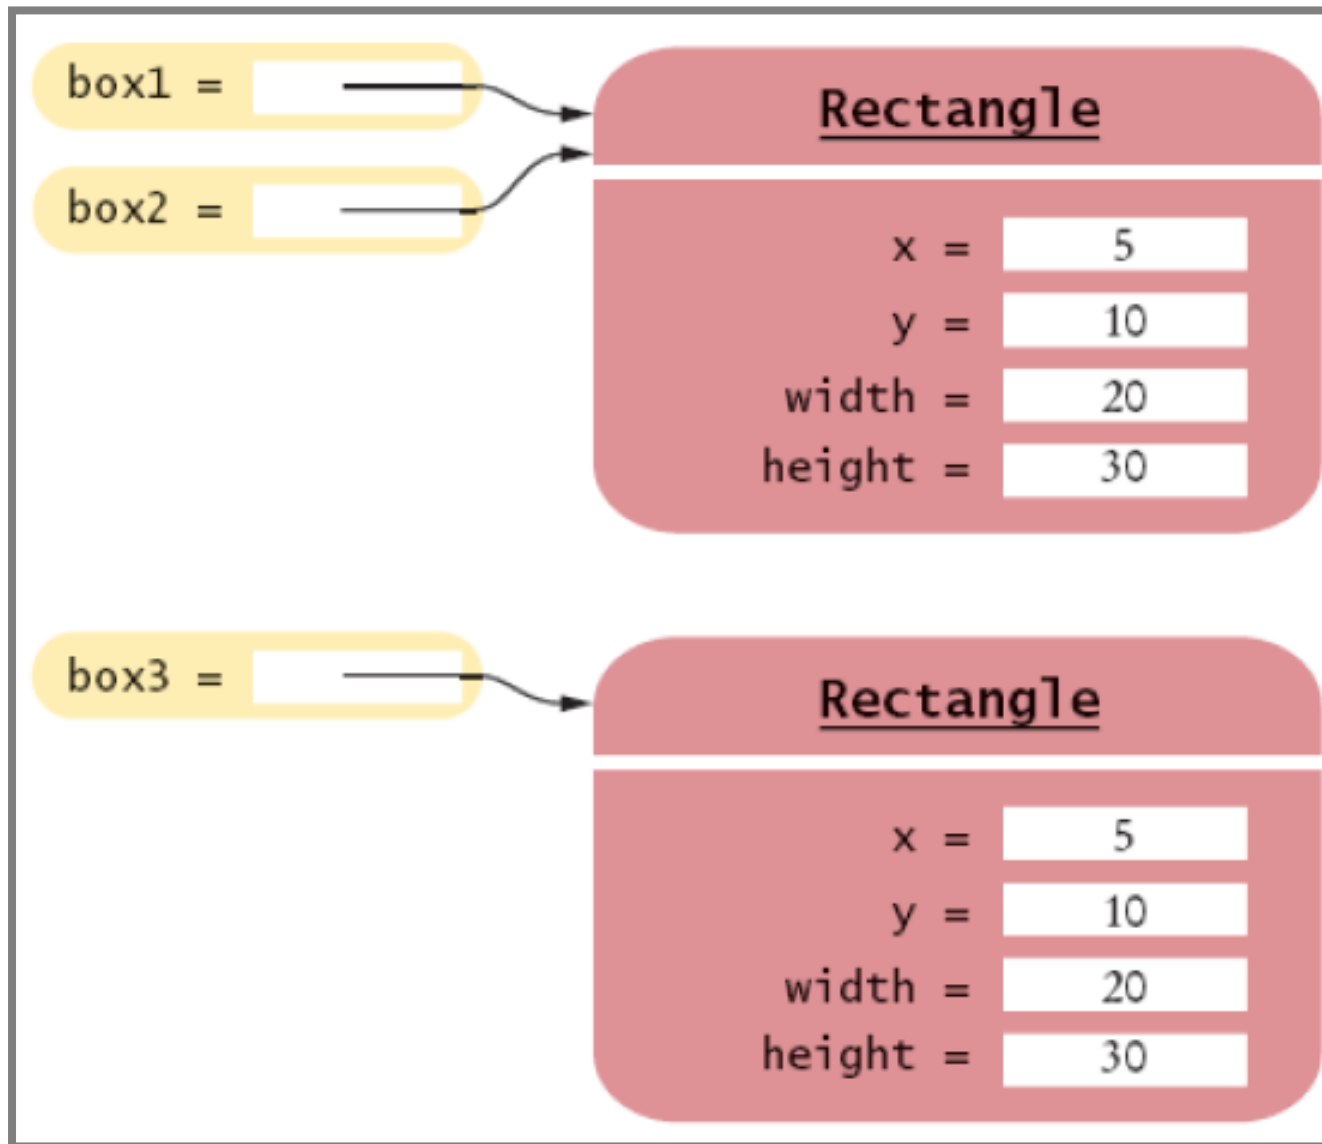 box1 =
Rectangle
box2 =
x = 5
y = 10
width = 20
height = 30
box3 =
Rectangle
x = 5
y = 10
width = 20
height = 30